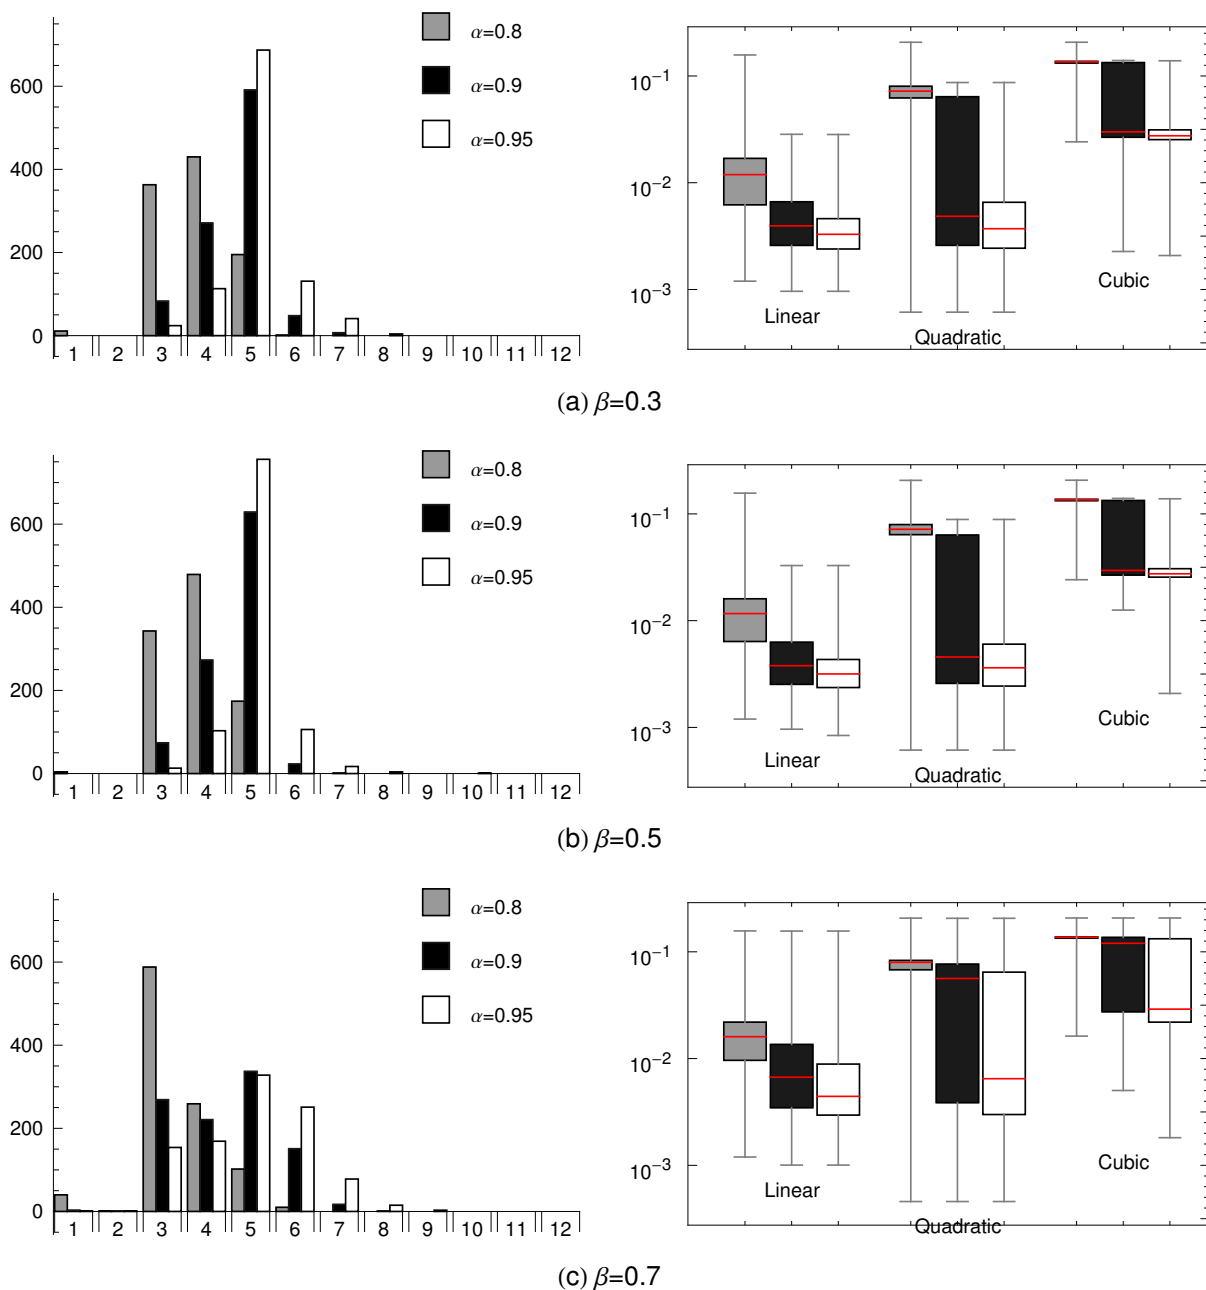 600
400
200
0
1 2 3 4 5 6 7 8 9 10 11 12
α=0.8
α=0.9
α=0.95
10⁻¹
10⁻²
10⁻³
Linear
Quadratic
Cubic
(a) β=0.3
600
400
200
0
1 2 3 4 5 6 7 8 9 10 11 12
α=0.8
α=0.9
α=0.95
10⁻¹
10⁻²
10⁻³
Linear
Quadratic
Cubic
(b) β=0.5
600
400
200
0
1 2 3 4 5 6 7 8 9 10 11 12
α=0.8
α=0.9
α=0.95
10⁻¹
10⁻²
10⁻³
Linear
Quadratic
Cubic
(c) β=0.7